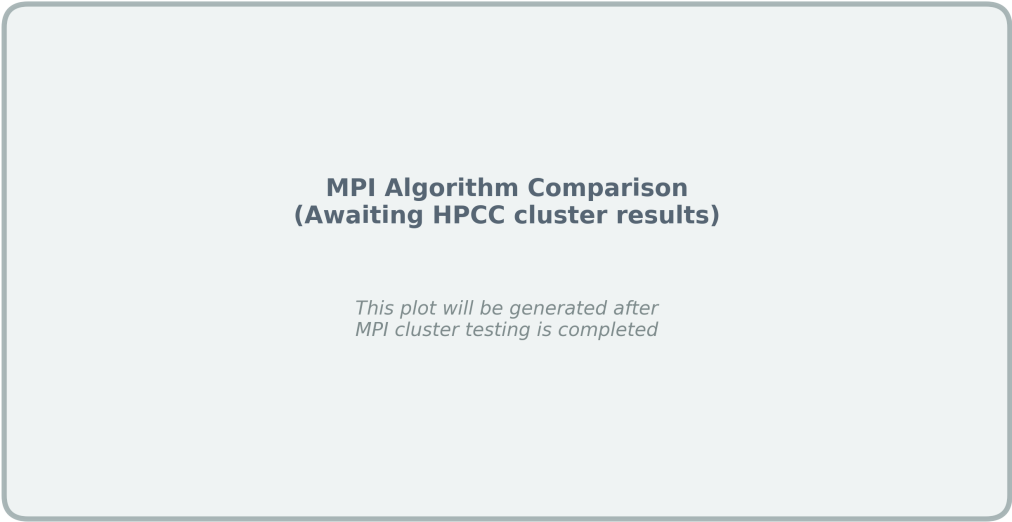 MPI Algorithm Comparison
(Awaiting HPCC cluster results)
This plot will be generated after
MPI cluster testing is completed